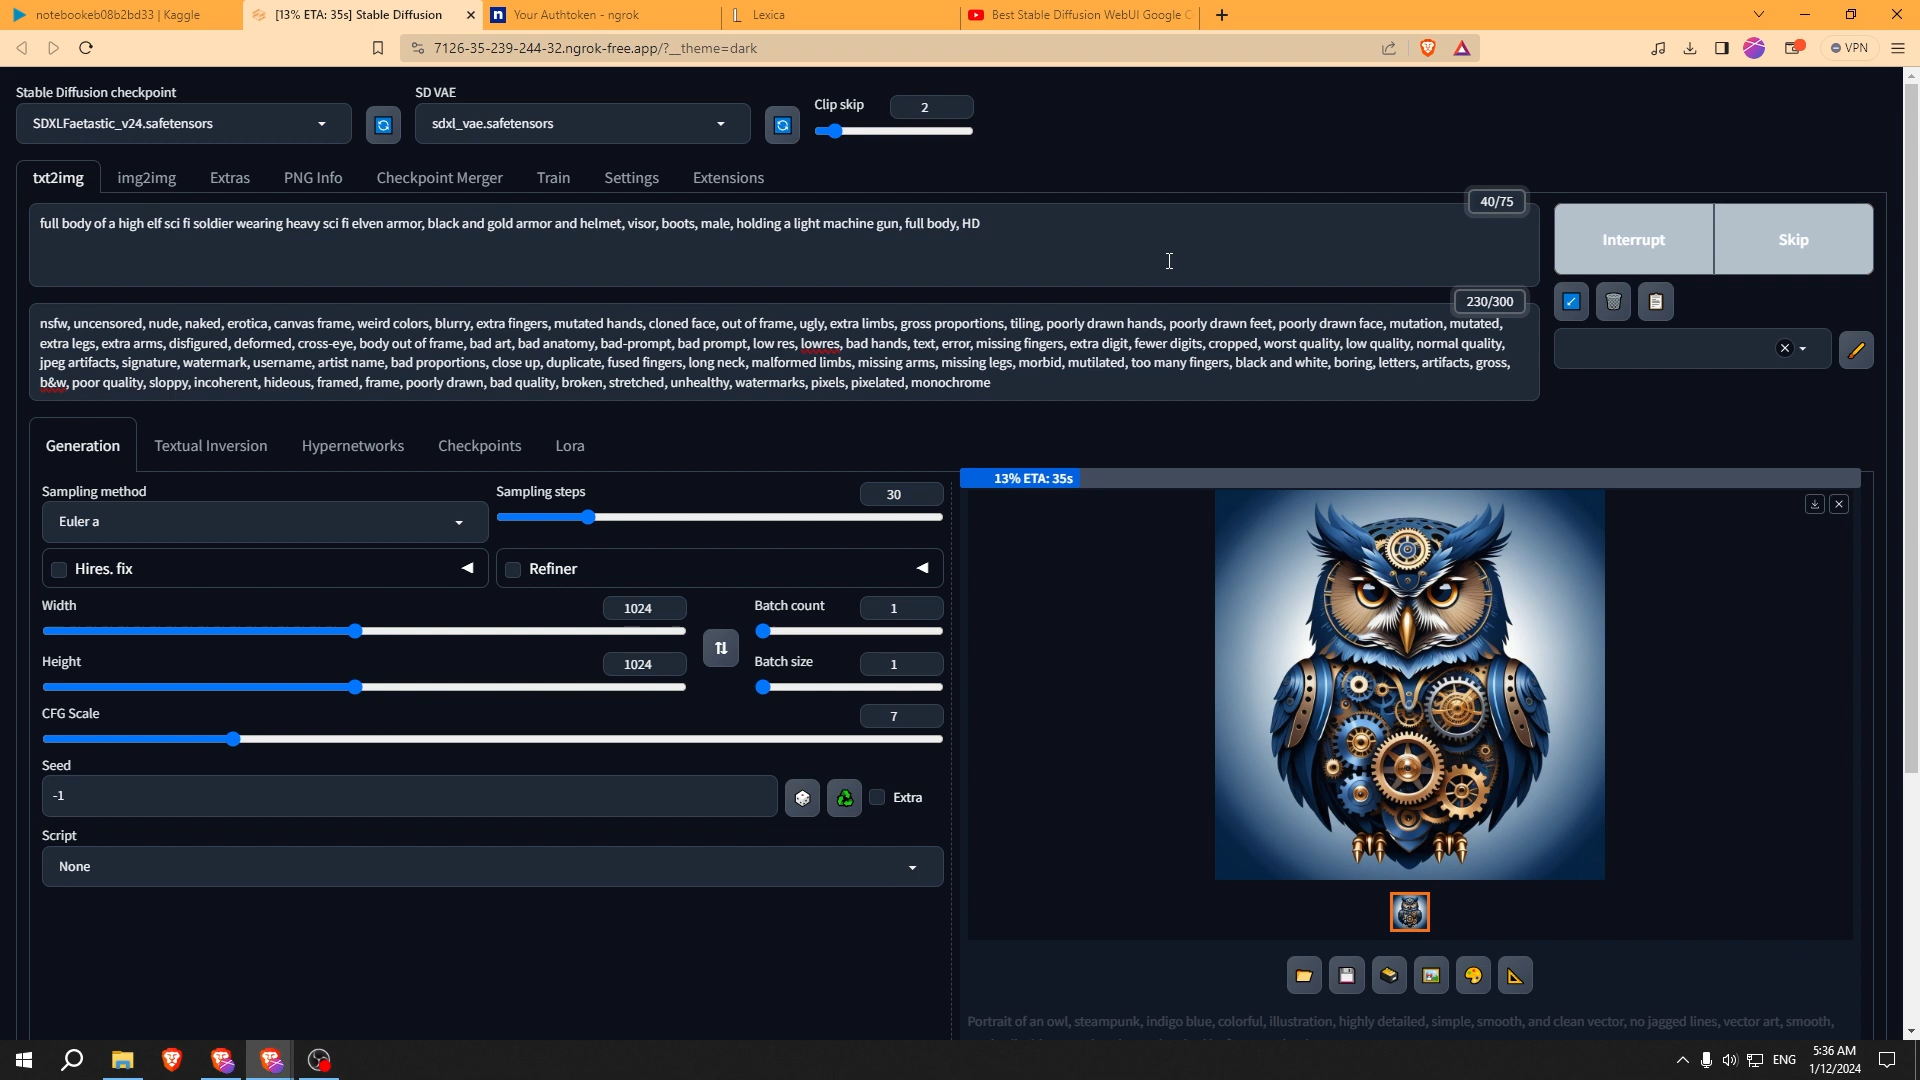 notebookeb08b2bd33 | Kaggle
[13% ETA: 35s] Stable Diffusion
Your Authtoken - ngrok
Lexica
Best Stable Diffusion WebUI Google C
7126-35-239-244-32.ngrok-free.app/?__theme=dark
VPN
Stable Diffusion checkpoint
SD VAE
Clip skip
2
SDXLFaetastic_v24.safetensors
sdxl_vae.safetensors
txt2img
img2img
Extras
PNG Info
Checkpoint Merger
Train
Settings
Extensions
40/75
full body of a high elf sci fi soldier wearing heavy sci fi elven armor, black and gold armor and helmet, visor, boots, male, holding a light machine gun, full body, HD
Interrupt
Skip
230/300
nsfw, uncensored, nude, naked, erotica, canvas frame, weird colors, blurry, extra fingers, mutated hands, cloned face, out of frame, ugly, extra limbs, gross proportions, tiling, poorly drawn hands, poorly drawn feet, poorly drawn face, mutation, mutated,
extra legs, extra arms, disfigured, deformed, cross-eye, body out of frame, bad art, bad anatomy, bad-prompt, bad prompt, low res, lowres, bad hands, text, error, missing fingers, extra digit, fewer digits, cropped, worst quality, low quality, normal quality,
jpeg artifacts, signature, watermark, username, artist name, bad proportions, close up, duplicate, fused fingers, long neck, malformed limbs, missing arms, missing legs, morbid, mutilated, too many fingers, black and white, boring, letters, artifacts, gross,
b&w, poor quality, sloppy, incoherent, hideous, framed, frame, poorly drawn, bad quality, broken, stretched, unhealthy, watermarks, pixels, pixelated, monochrome
Generation
Textual Inversion
Hypernetworks
Checkpoints
Lora
13% ETA: 35s
Sampling method
Sampling steps
30
Euler a
Hires. fix
Refiner
Width
1024
Batch count
1
Height
1024
Batch size
1
CFG Scale
7
Seed
-1
Extra
Script
None
Portrait of an owl, steampunk, indigo blue, colorful, illustration, highly detailed, simple, smooth, and clean vector, no jagged lines, vector art, smooth,
ENG
5:36 AM
1/12/2024